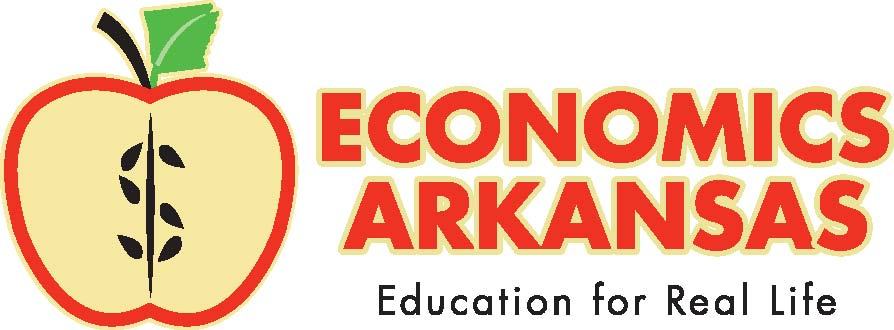 ECONOMICS
ARKANSAS
Education for Real Life